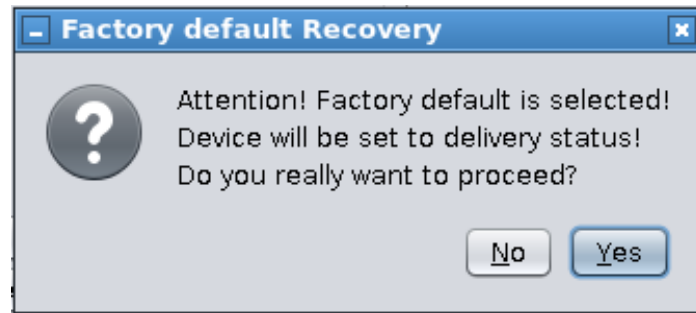 Factory default Recovery
Attention! Factory default is selected!
Device will be set to delivery status!
Do you really want to proceed?
No Yes